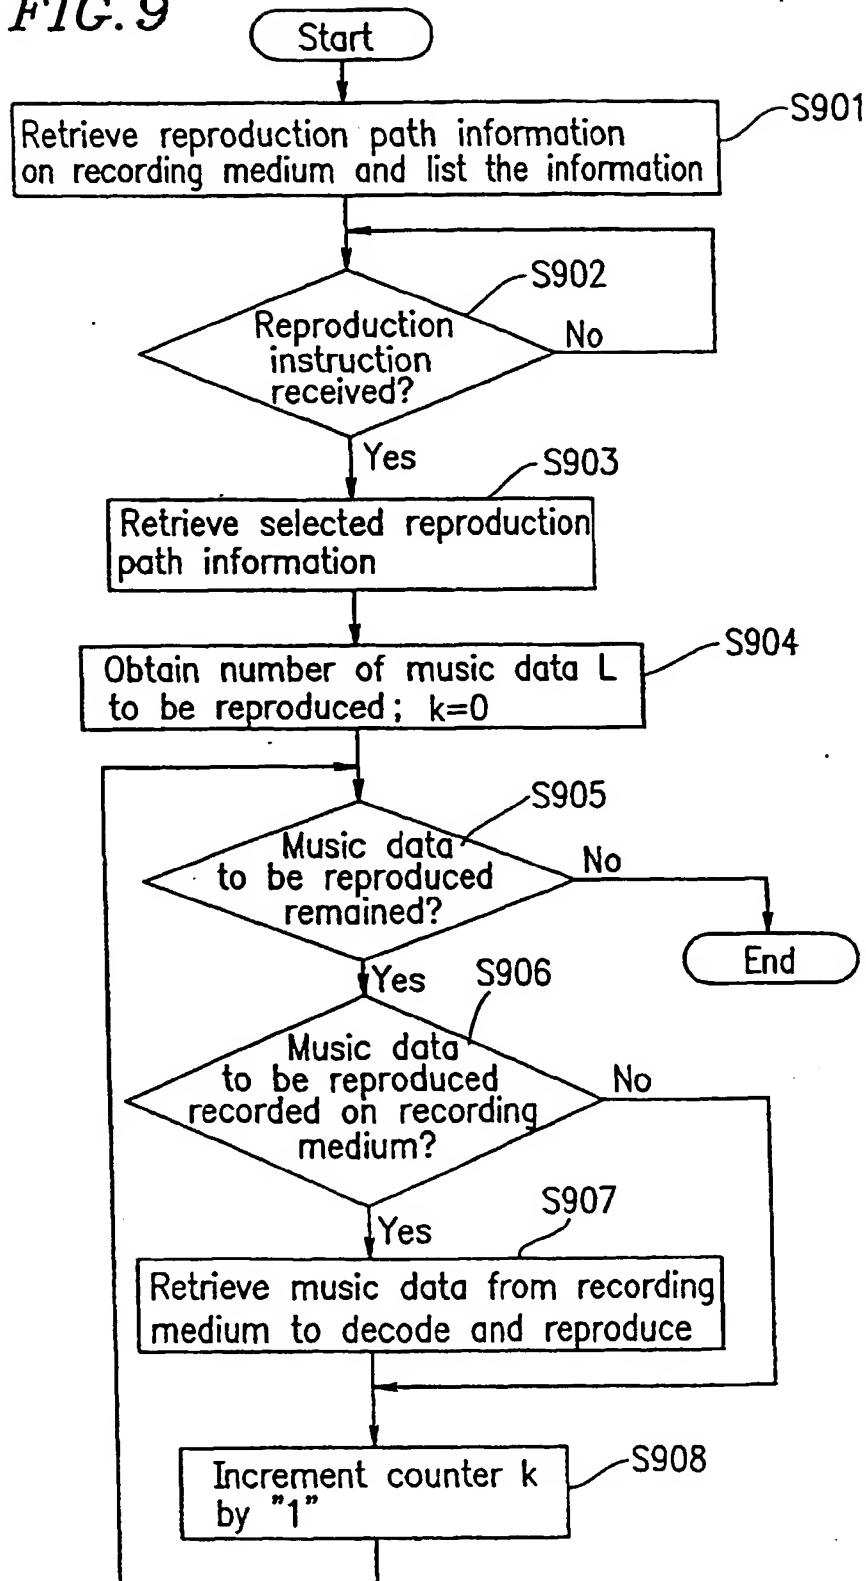 FIG. 9
Start
S901
Retrieve reproduction path information
on recording medium and list the information
S902
Reproduction
instruction
received?
No
Yes
S903
Retrieve selected reproduction
path information
S904
Obtain number of music data L
to be reproduced; k=0
S905
Music data
to be reproduced
remained?
No
End
Yes
S906
Music data
to be reproduced
recorded on recording
medium?
No
Yes
S907
Retrieve music data from recording
medium to decode and reproduce
S908
Increment counter k
by "1"